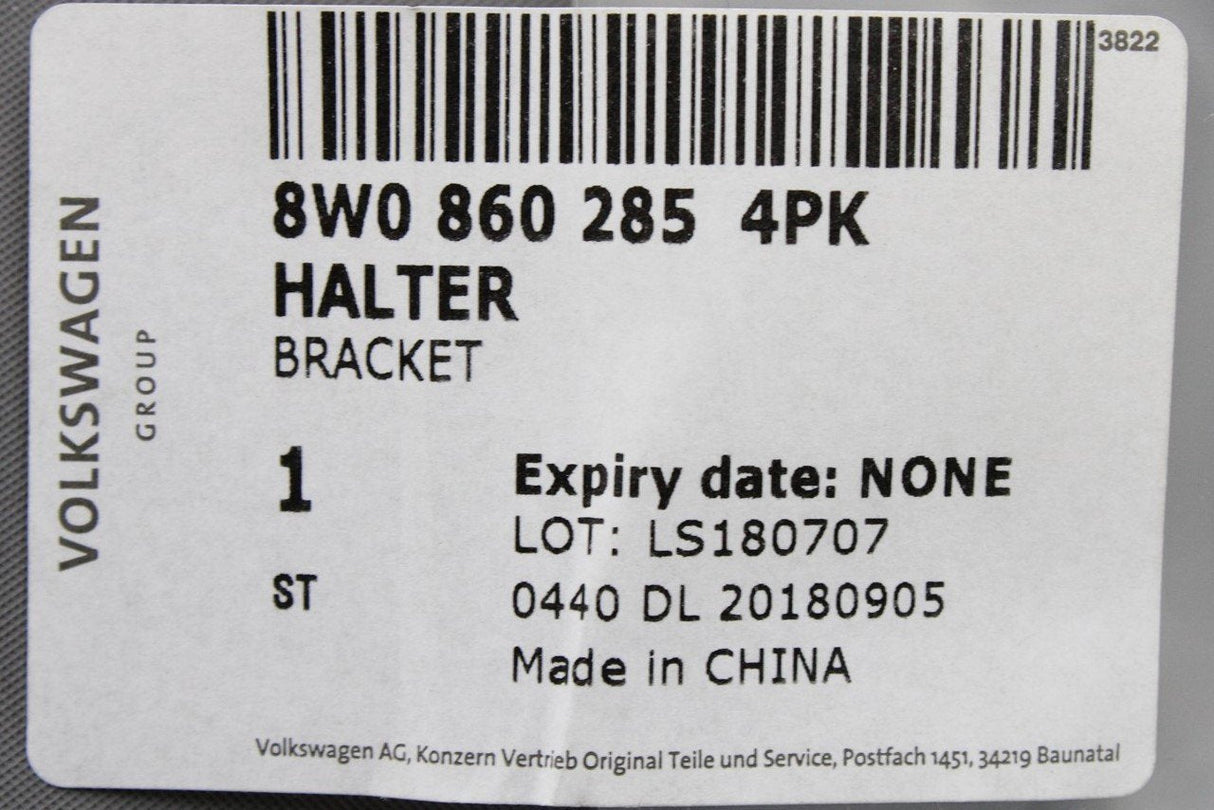 3822
8W0 860 285 4PK
HALTER
BRACKET
VOLKSWAGEN
GROUP
1
Expiry date: NONE
LOT: LS180707
ST
0440 DL 20180905
Made in CHINA
Volkswagen AG, Konzern Vertrieb Original Teile und Service, Postfach 1451, 34219 Baunatal